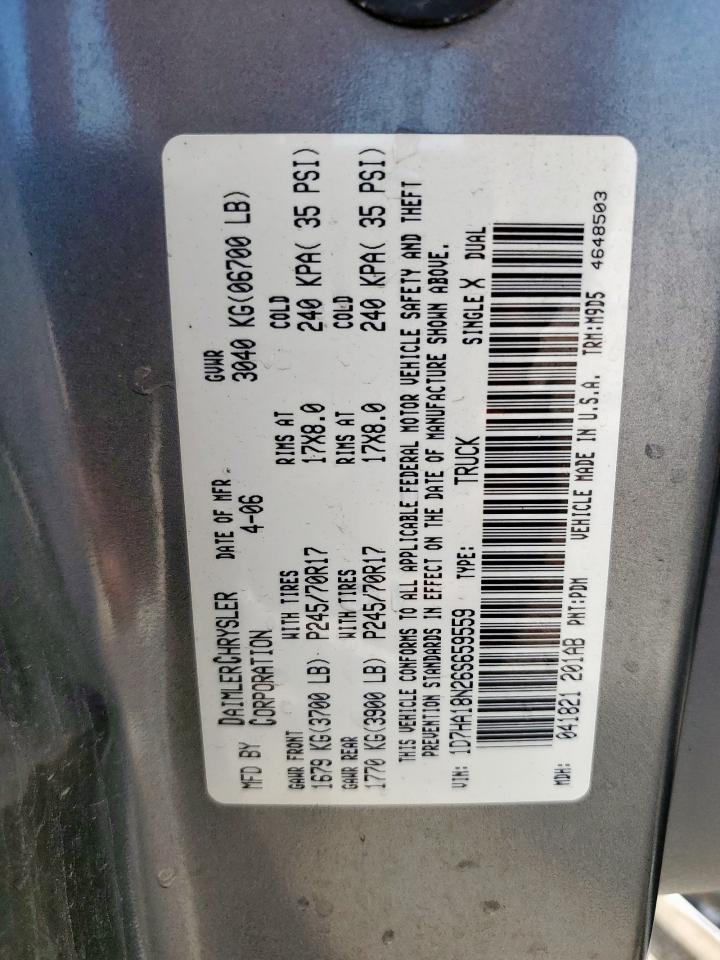 MFD BY DAIMLERCHRYSLER CORPORATION DATE OF MFR. 4-06 GVWR 3040 KG(06700 LB)
GAWR FRONT WITH TIRES RIMS AT COLD
1679 KG(3700 LB) P245/70R17 17X8.0 240 KPA( 35 PSI)
GAWR REAR WITH TIRES RIMS AT COLD
1770 KG(3900 LB) P245/70R17 17X8.0 240 KPA( 35 PSI)
THIS VEHICLE CONFORMS TO ALL APPLICABLE FEDERAL MOTOR VEHICLE SAFETY AND THEFT
PREVENTION STANDARDS IN EFFECT ON THE DATE OF MANUFACTURE SHOWN ABOVE.
VIN: 1D7HA18N26S659559 TYPE: TRUCK SINGLE X DUAL
MDH: 041821 201AB PNT:PDM VEHICLE MADE IN U.S.A. TRM:M9D5 4648503